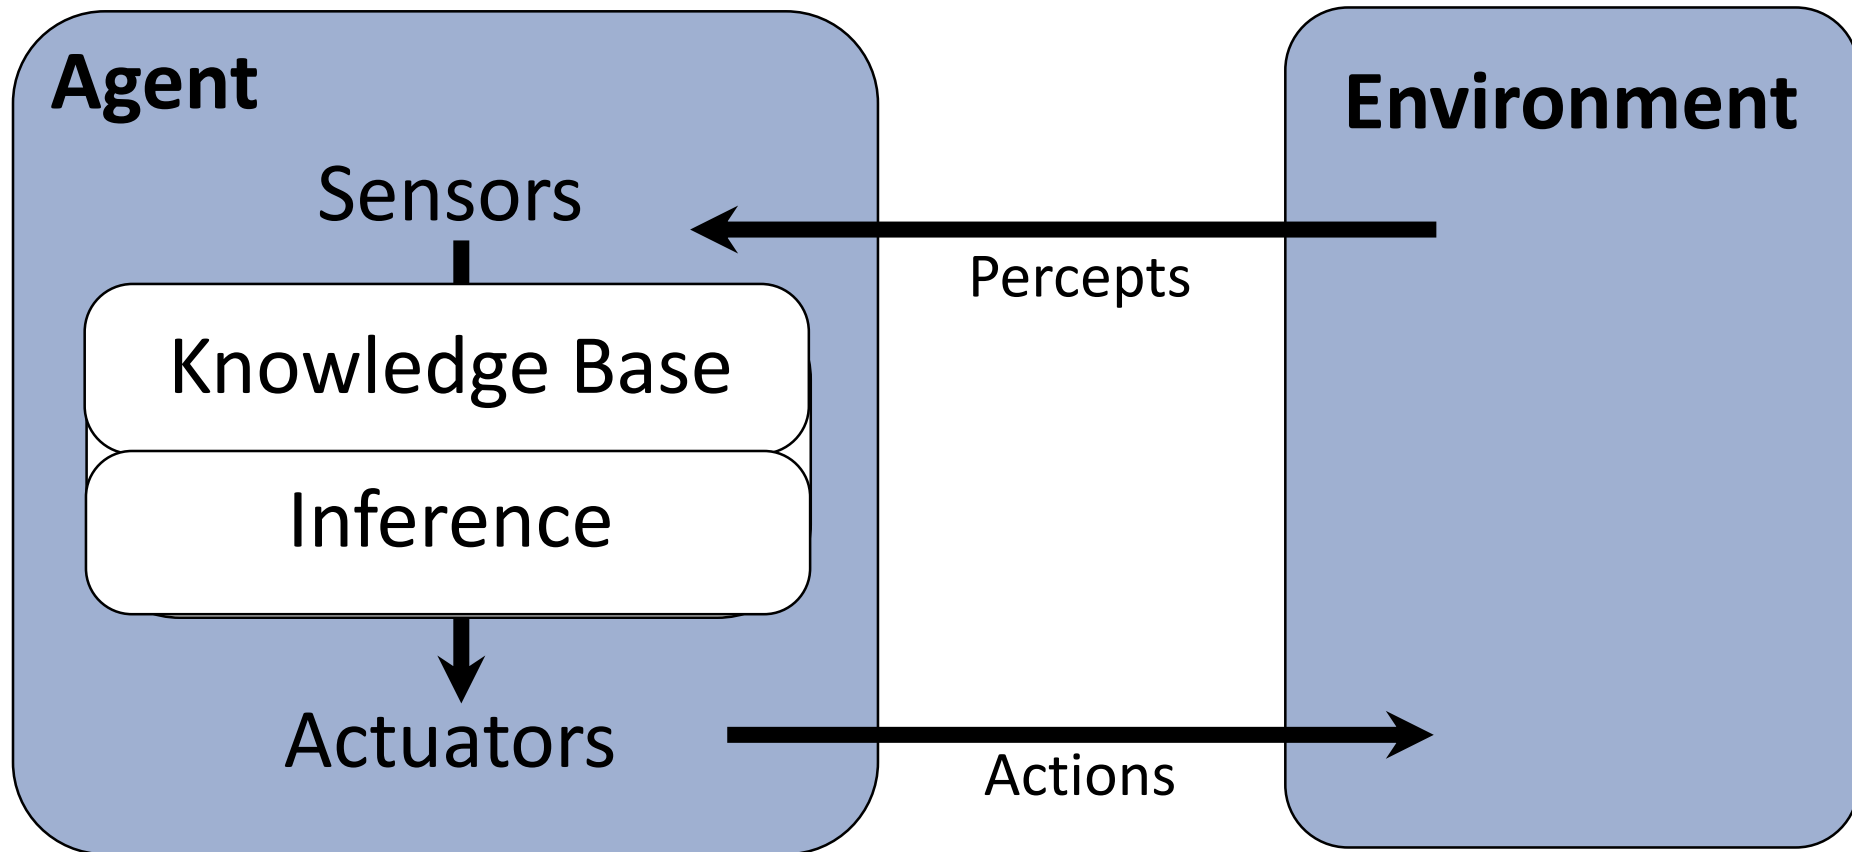 Agent
Environment
Sensors
Percepts
Knowledge Base
Inference
Actuators
Actions